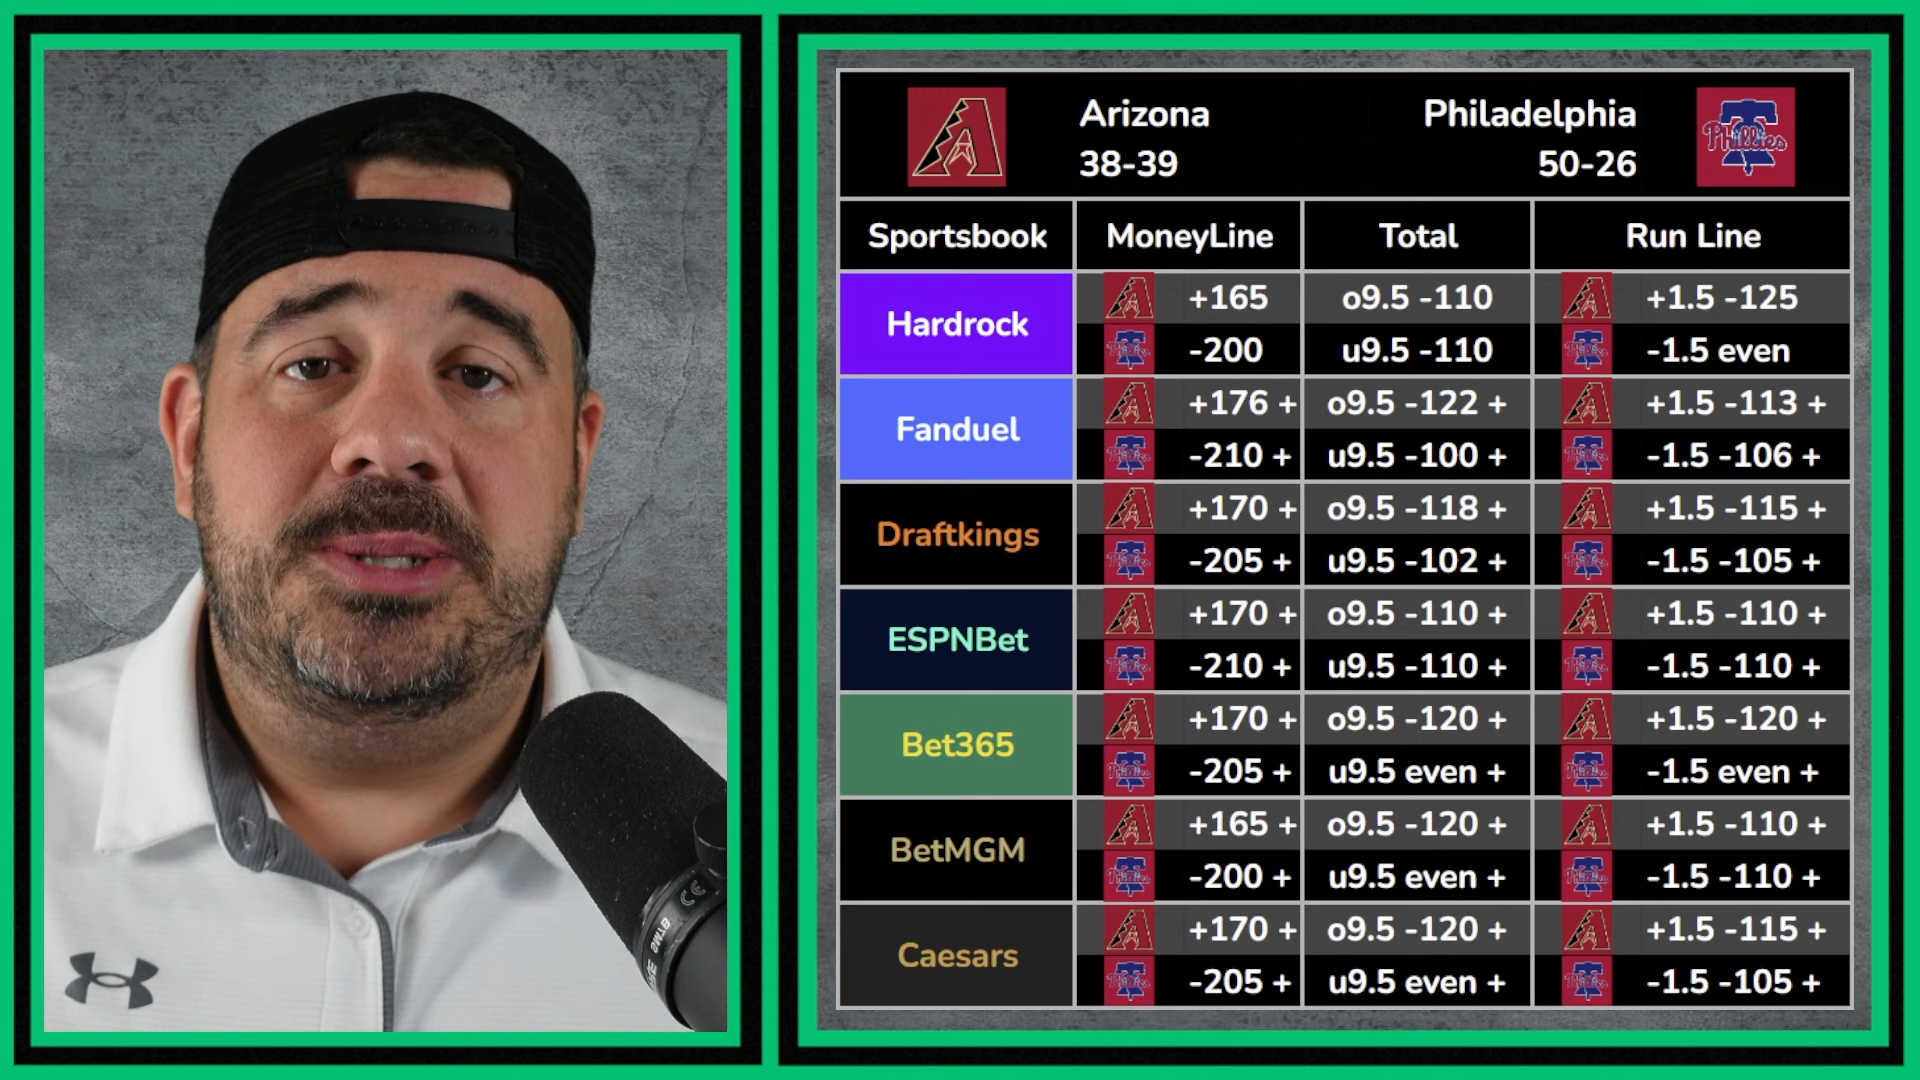 Arizona
38-39
Philadelphia
50-26
Phillies
Sportsbook MoneyLine Total Run Line
Hardrock
+165 o9.5 -110 +1.5 -125
-200 u9.5 -110 -1.5 even
Fanduel
+176 + o9.5 -122 + +1.5 -113 +
-210 + u9.5 -100 + -1.5 -106 +
Draftkings
+170 + o9.5 -118 + +1.5 -115 +
-205 + u9.5 -102 + -1.5 -105 +
ESPNBet
+170 + o9.5 -110 + +1.5 -110 +
-210 + u9.5 -110 + -1.5 -110 +
Bet365
+170 + o9.5 -120 + +1.5 -120 +
-205 + u9.5 even + -1.5 even +
BetMGM
+165 + o9.5 -120 + +1.5 -110 +
-200 + u9.5 even + -1.5 -110 +
Caesars
+170 + o9.5 -120 + +1.5 -115 +
-205 + u9.5 even + -1.5 -105 +
CE